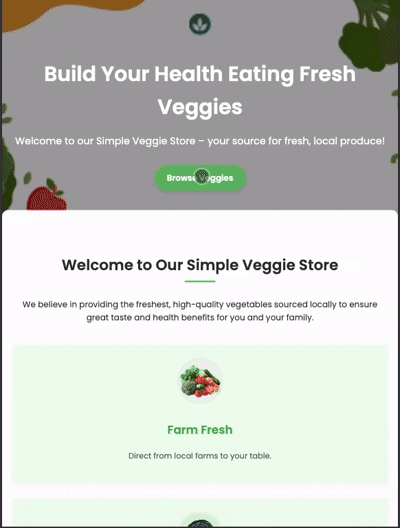 Build Your Health Eating Fresh
Veggies
Welcome to our Simple Veggie Store – your source for fresh, local produce!
Browse Veggies
Welcome to Our Simple Veggie Store
We believe in providing the freshest, high-quality vegetables sourced locally to ensure
great taste and health benefits for you and your family.
Farm Fresh
Direct from local farms to your table.